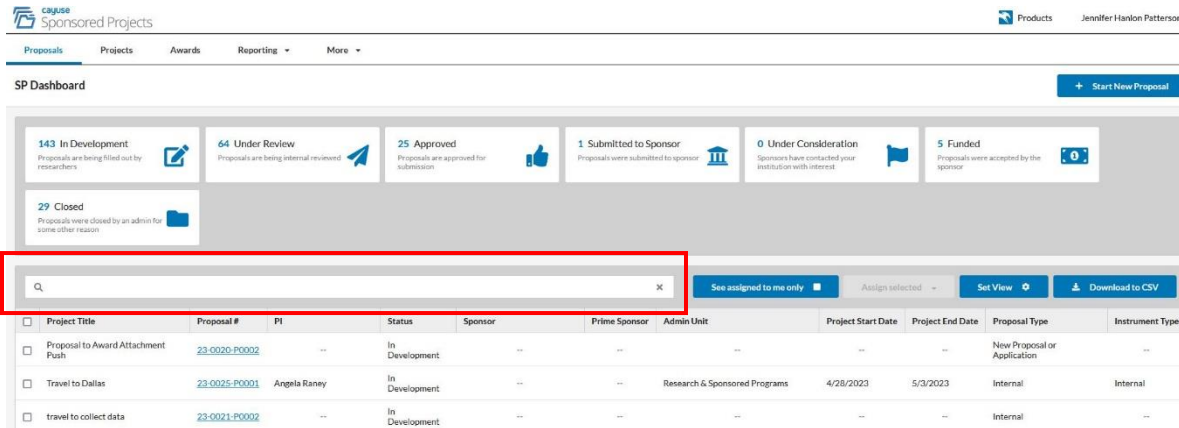 cayuse
Sponsored Projects
Products Jennifer Hanlon Patterson
Proposals Projects Awards Reporting More
SP Dashboard
+ Start New Proposal
143 In Development
Proposals are being filled out by
researchers
64 Under Review
Proposals are being internal reviewed
25 Approved
Proposals are approved for
submission
1 Submitted to Sponsor
Proposals were submitted to sponsor
0 Under Consideration
Sponsors have contacted your
institution with interest
5 Funded
Proposals were accepted by the
sponsor
29 Closed
Proposals were closed by an admin for
some other reason
See assigned to me only Assign selected Set View Download to CSV
Project Title Proposal # PI Status Sponsor Prime Sponsor Admin Unit Project Start Date Project End Date Proposal Type Instrument Type
Proposal to Award Attachment
Push
23-0020-P0002 -- In
Development
-- -- -- -- -- New Proposal or
Application
--
Travel to Dallas 23-0025-P0001 Angela Raney In
Development
-- -- Research & Sponsored Programs 4/28/2023 5/3/2023 Internal Internal
travel to collect data 23-0021-P0002 -- In
Development
-- -- -- -- -- Internal --